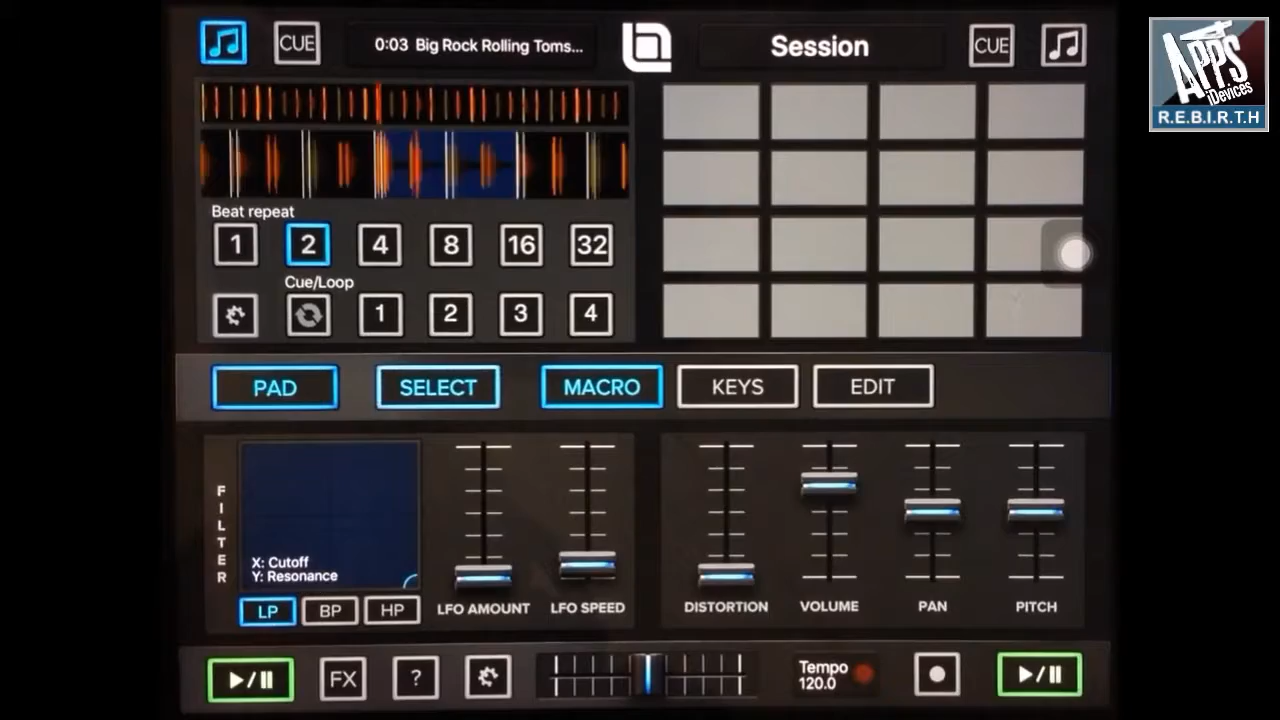 CUE
0:03 Big Rock Rolling Toms...
Session
CUE
APPS
iDevices
R.E.B.I.R.T.H
Beat repeat
1 2 4 8 16 32
Cue/Loop
1 2 3 4
PAD SELECT MACRO KEYS EDIT
FILTER
X: Cutoff
Y: Resonance
LP BP HP
LFO AMOUNT LFO SPEED DISTORTION VOLUME PAN PITCH
FX ?
Tempo
120.0